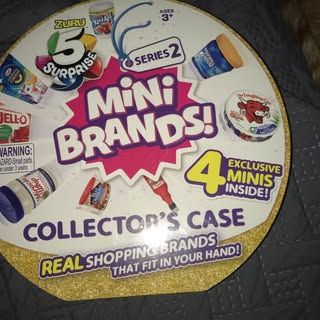 ZURU
5
SURPRISE
AGES
3+
SERIES 2
MiNi
BRANDS!
JELL-O
WARNING:
4 EXCLUSIVE
MINIS
INSIDE!
COLLECTOR'S CASE
REAL SHOPPING BRANDS
THAT FIT IN YOUR HAND!